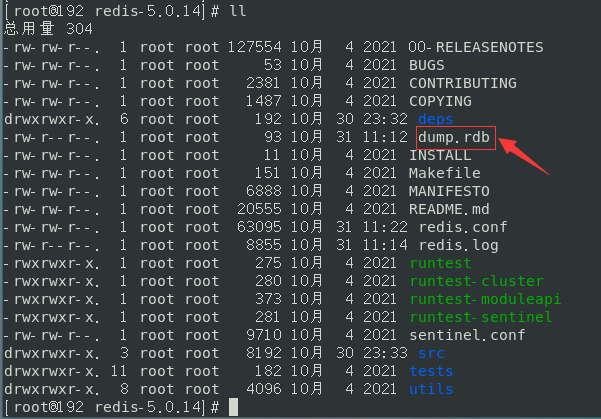 [root@192 redis-5.0.14]# ll
总用量 304
-rw-rw-r--. 1 root root 127554 10月 4 2021 00-RELEASENOTES
-rw-rw-r--. 1 root root 53 10月 4 2021 BUGS
-rw-rw-r--. 1 root root 2381 10月 4 2021 CONTRIBUTING
-rw-rw-r--. 1 root root 1487 10月 4 2021 COPYING
drwxrwxr-x. 6 root root 192 10月 30 23:32 deps
-rw-r--r--. 1 root root 93 10月 31 11:12 dump.rdb
-rw-rw-r--. 1 root root 11 10月 4 2021 INSTALL
-rw-rw-r--. 1 root root 151 10月 4 2021 Makefile
-rw-rw-r--. 1 root root 6888 10月 4 2021 MANIFESTO
-rw-rw-r--. 1 root root 20555 10月 4 2021 README.md
-rw-rw-r--. 1 root root 63095 10月 31 11:22 redis.conf
-rw-r--r--. 1 root root 8855 10月 31 11:14 redis.log
-rwxrwxr-x. 1 root root 275 10月 4 2021 runtest
-rwxrwxr-x. 1 root root 280 10月 4 2021 runtest-cluster
-rwxrwxr-x. 1 root root 373 10月 4 2021 runtest-moduleapi
-rwxrwxr-x. 1 root root 281 10月 4 2021 runtest-sentinel
-rw-rw-r--. 1 root root 9710 10月 4 2021 sentinel.conf
drwxrwxr-x. 3 root root 8192 10月 30 23:33 src
drwxrwxr-x. 11 root root 182 10月 4 2021 tests
drwxrwxr-x. 8 root root 4096 10月 4 2021 utils
[root@192 redis-5.0.14]#